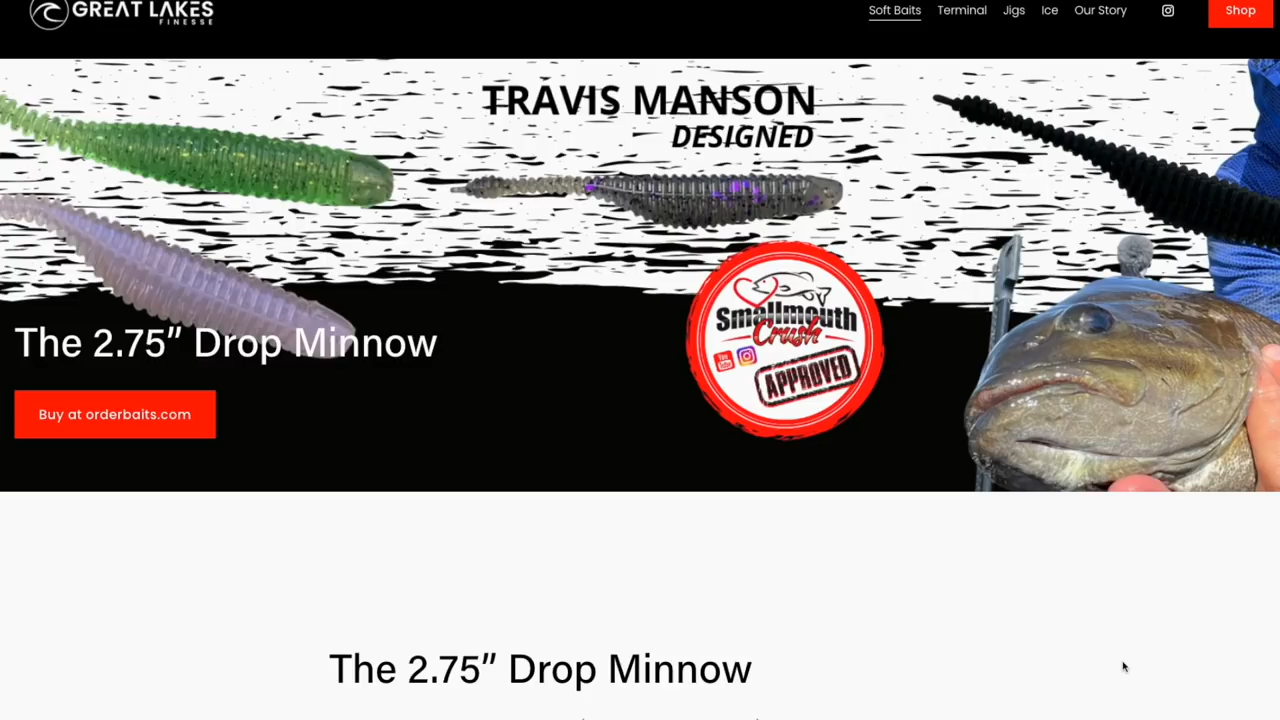 GREAT LAKES
FINESSE
Soft Baits
Terminal
Jigs
Ice
Our Story
Shop
TRAVIS MANSON
DESIGNED
Smallmouth
Crush
You
APPROVED
The 2.75” Drop Minnow
Buy at orderbaits.com
The 2.75” Drop Minnow